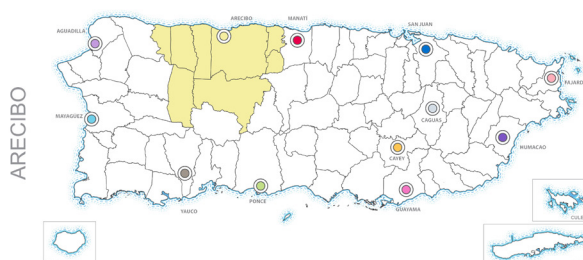 ARECIBO
AGUADILLA
ARECIBO
MANATÍ
SAN JUAN
FAJARD
MAYAGÜEZ
CAGUAS
HUMACAO
CAYEY
YAUCO
PONCE
GUAYAMA
CULE